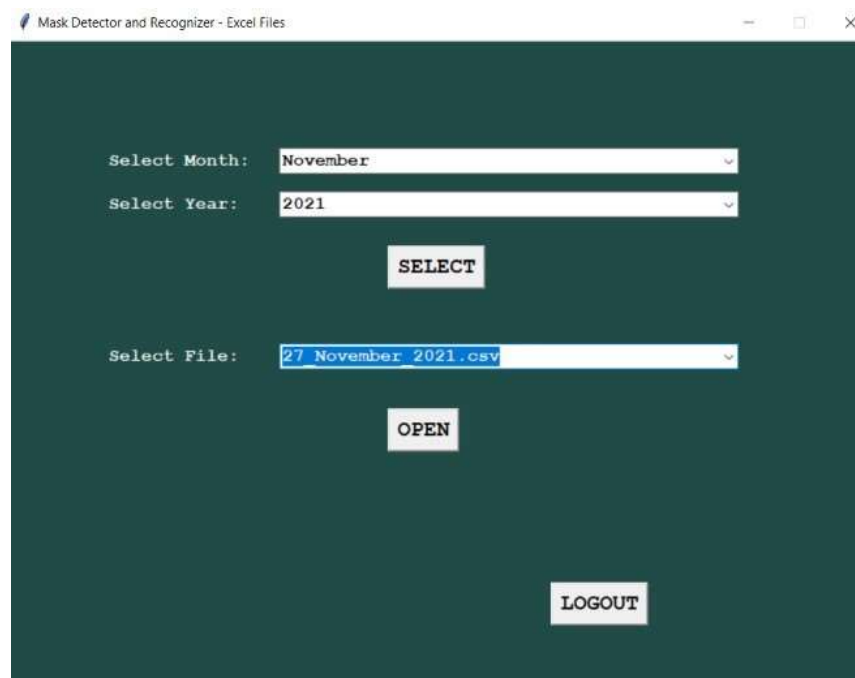 Mask Detector and Recognizer - Excel Files
Select Month: November
Select Year: 2021
SELECT
Select File: 27_November_2021.csv
OPEN
LOGOUT